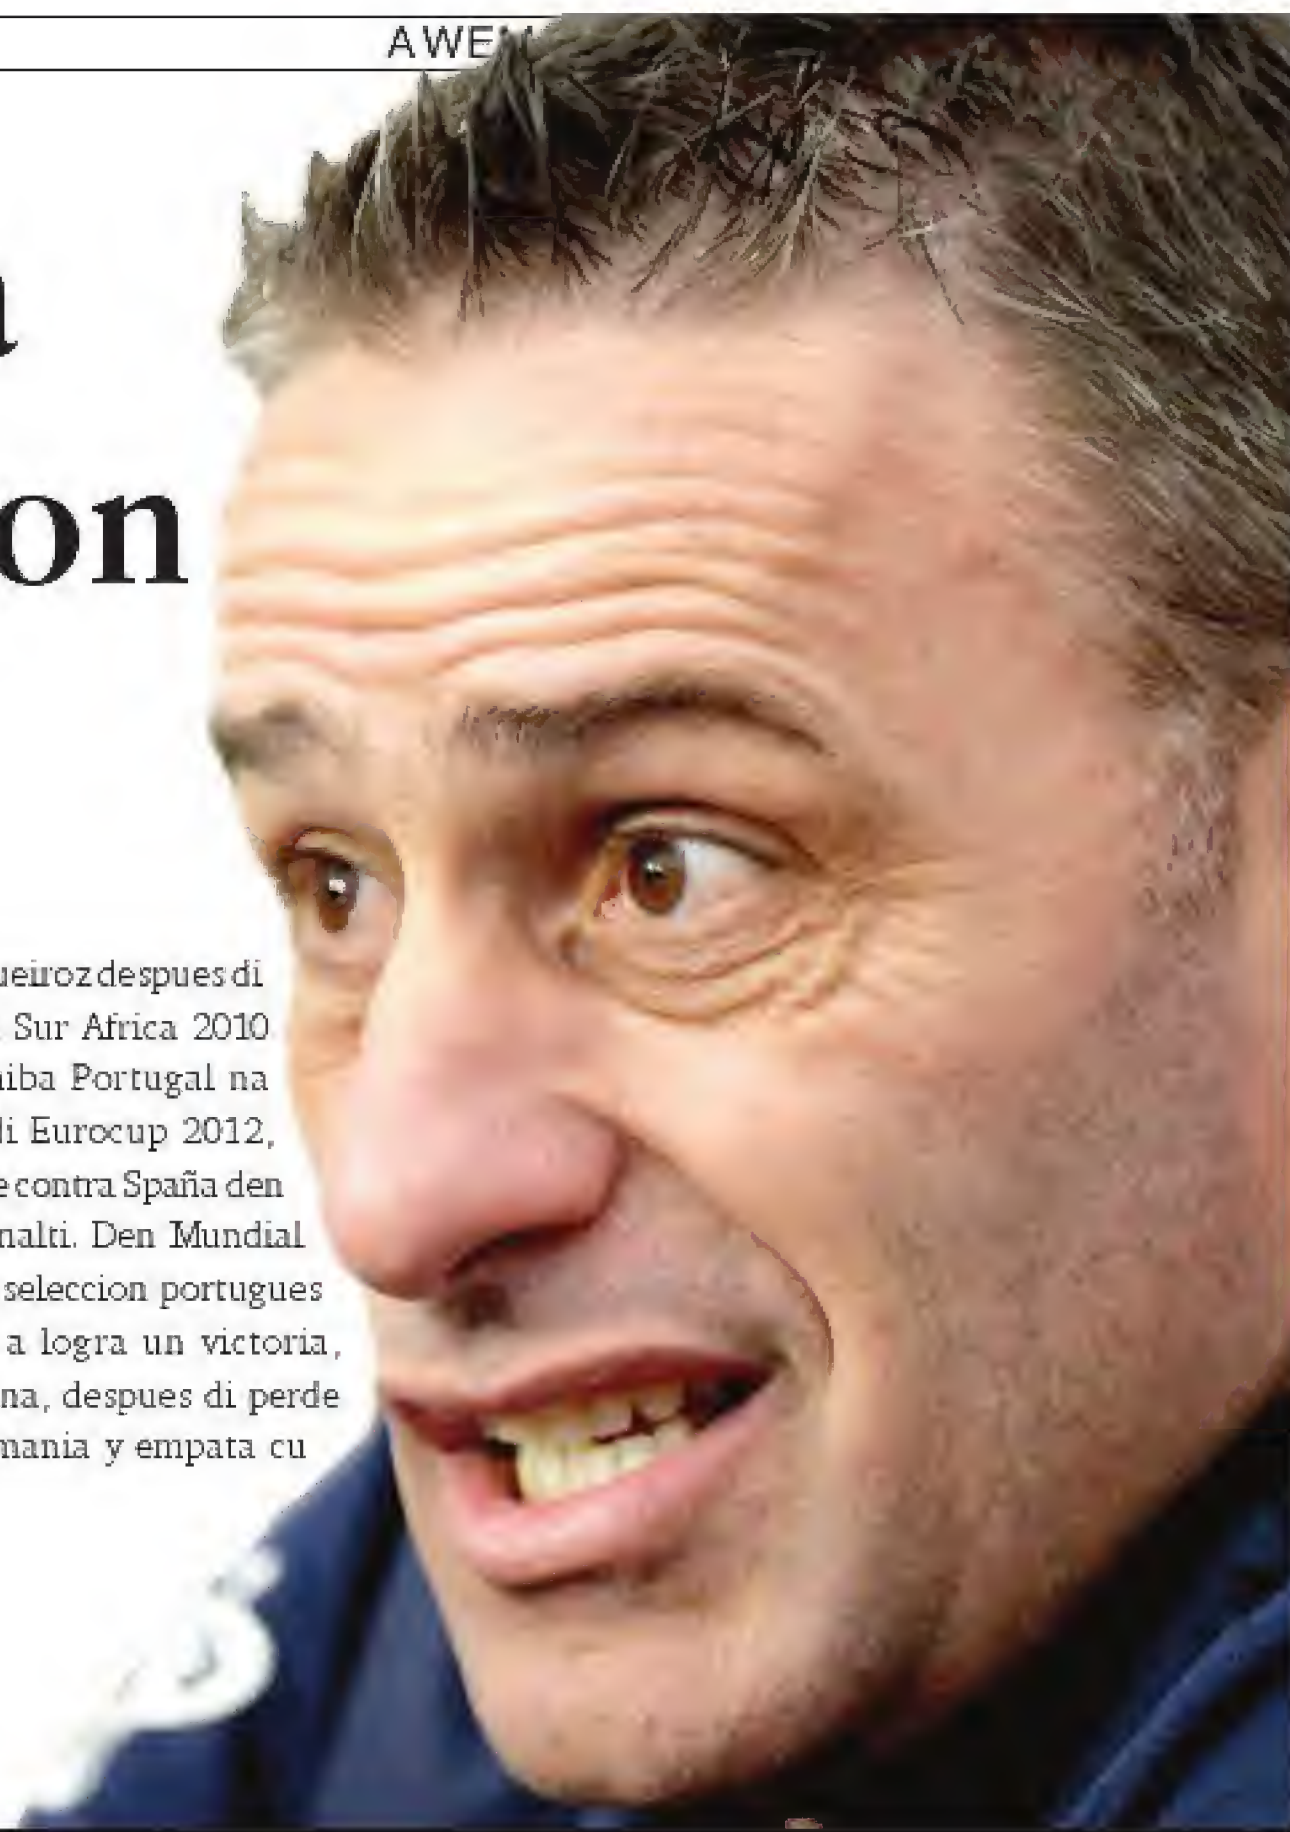 AWE
a
on
ueiroz despues di
Sur Africa 2010
iba Portugal na
di Eurocup 2012,
e contra Spaña den
nalti. Den Mundial
seleccion portugues
a logra un victoria,
na, despues di perde
mania y empata cu